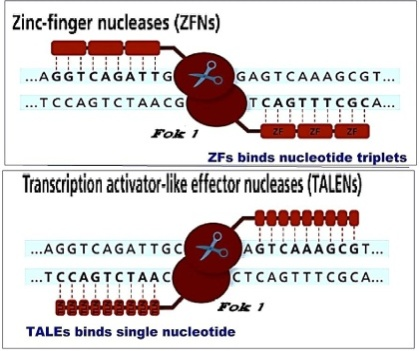 Zinc-finger nucleases (ZFNs)
...AGGTCAGATTG GAGTCAAAGCGT...
...TCCAGTCTAACG TCAGTTTCGCA...
Fok 1
ZF ZF ZF
ZFs binds nucleotide triplets
Transcription activator-like effector nucleases (TALENs)
...AGGTCAGATTGC AGTCAAAGCGT...
...TCCAGTCTAAC CTCAGTTTCGCA...
Fok 1
TALEs binds single nucleotide